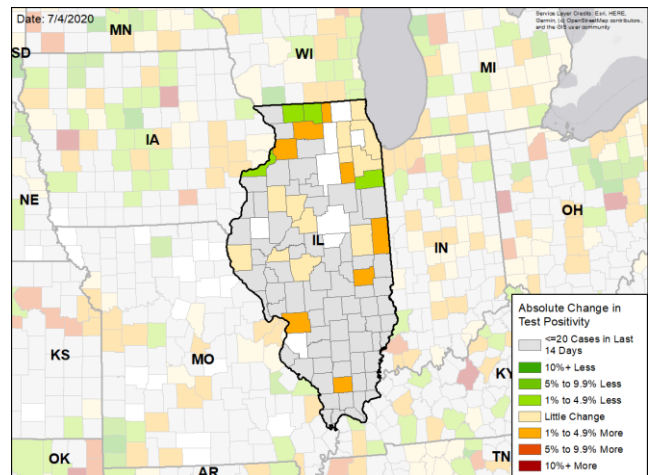 Date: 7/4/2020
Service Layer Credits: Esri, HERE,
Garmin, (c) OpenStreetMap contributors,
and the GIS user community
MN
SD
WI
MI
IA
NE
IL
IN
OH
KS
MO
KY
OK
AR
TN
Absolute Change in
Test Positivity
<=20 Cases in Last
14 Days
10%+ Less
5% to 9.9% Less
1% to 4.9% Less
Little Change
1% to 4.9% More
5% to 9.9% More
10%+ More